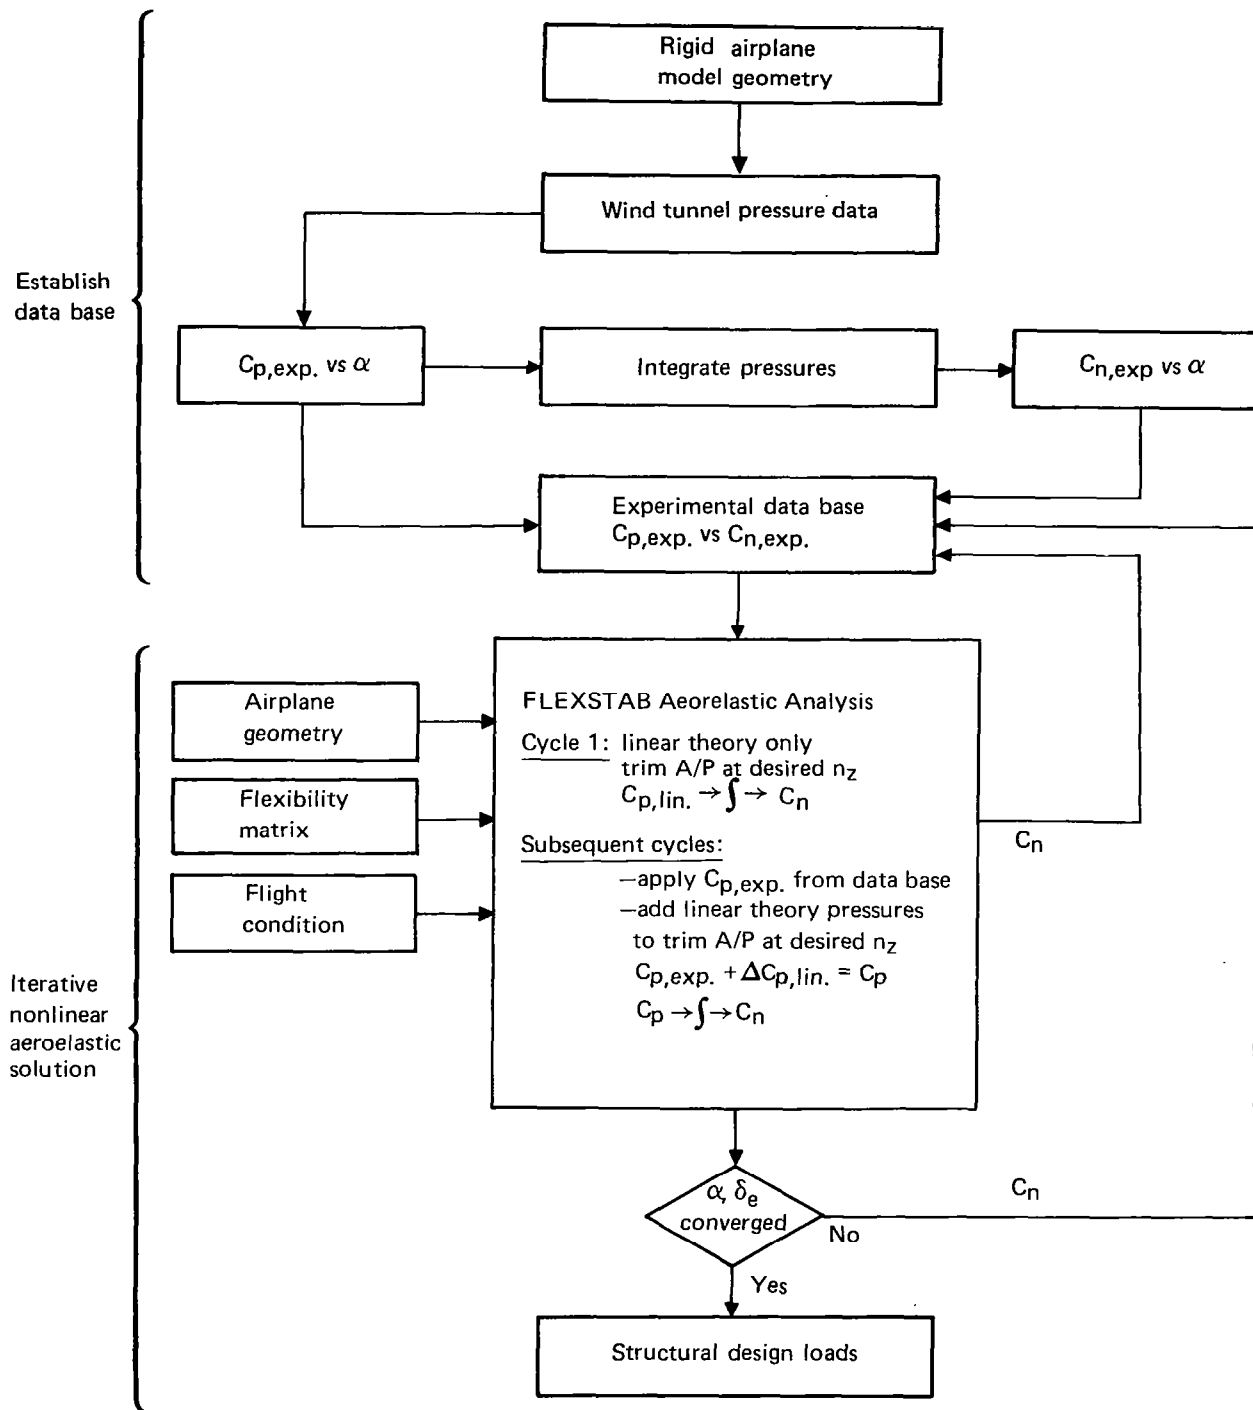 Rigid airplane
model geometry
Wind tunnel pressure data
Establish
data base
Cp,exp. vs α
Integrate pressures
Cn,exp vs α
Experimental data base
Cp,exp. vs Cn,exp.
Airplane
geometry
Flexibility
matrix
Flight
condition
FLEXSTAB Aeorelastic Analysis
Cycle 1: linear theory only
trim A/P at desired nz
Cp,lin. → ∫ → Cn
Subsequent cycles:
—apply Cp,exp. from data base
—add linear theory pressures
to trim A/P at desired nz
Cp,exp. + ΔCp,lin. = Cp
Cp → ∫ → Cn
Cn
Iterative
nonlinear
aeroelastic
solution
α, δe
converged
No
Cn
Yes
Structural design loads